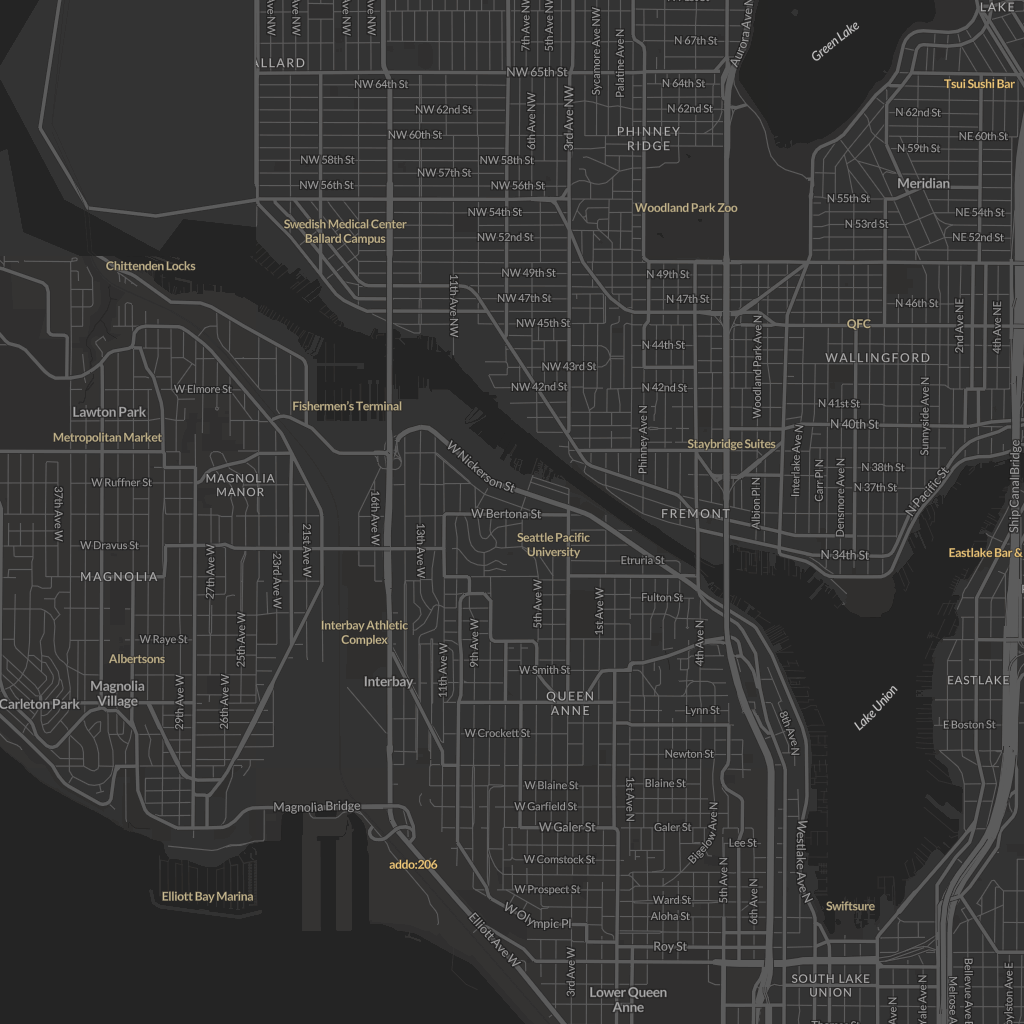 LAKE
Green Lake
7th Ave NW
5th Ave NW
Sycamore Ave NW
Palatine Ave N
Aurora Ave N
N 67th St
ALLARD
NW 65th St
NW 64th St
N 64th St
Tsui Sushi Bar
NW 62nd St
N 62nd St
N 62nd St
6th Ave NW
3rd Ave NW
NW 60th St
PHINNEY
RIDGE
NE 60th St
N 59th St
NW 58th St
NW 58th St
NW 57th St
NW 56th St
NW 56th St
Meridian
N 55th St
Woodland Park Zoo
NW 54th St
NE 54th St
Swedish Medical Center
Ballard Campus
N 53rd St
NW 52nd St
NE 52nd St
Chittenden Locks
NW 49th St
N 49th St
11th Ave NW
NW 47th St
N 47th St
N 46th St
2nd Ave NE
4th Ave NE
NW 45th St
QFC
Woodland Park Ave N
N 44th St
WALLINGFORD
NW 43rd St
NW 42nd St
N 42nd St
W Elmore St
Fishermen's Terminal
Lawton Park
Metropolitan Market
Phinney Ave N
N 41st St
N 40th St
Sunnyside Ave N
Staybridge Suites
Interlake Ave N
W Nickerson St
N 38th St
Carr Pl N
Densmore Ave N
N 37th St
N Pacific St
Ship Canal Bridge
W Ruffner St
MAGNOLIA
MANOR
37th Ave W
16th Ave W
Albion Pl N
W Bertona St
FREMONT
Seattle Pacific
University
W Dravus St
21st Ave W
13th Ave W
Etruria St
N 34th St
Eastlake Bar &
MAGNOLIA
27th Ave W
23rd Ave W
5th Ave W
1st Ave W
Fulton St
Interbay Athletic
Complex
W Raye St
25th Ave W
9th Ave W
4th Ave N
Albertsons
11th Ave W
W Smith St
Interbay
EASTLAKE
Magnolia
Village
Carleton Park
29th Ave W
26th Ave W
QUEEN
ANNE
Lynn St
Lake Union
8th Ave N
E Boston St
W Crockett St
Newton St
W Blaine St
Blaine St
1st Ave N
Magnolia Bridge
W Garfield St
W Galer St
Galer St
Bigelow Ave N
Lee St
Westlake Ave N
addo:206
W Comstock St
5th Ave N
6th Ave N
Elliott Bay Marina
W Prospect St
Ward St
Swiftsure
W Olympic Pl
Aloha St
Elliott Ave W
Roy St
3rd Ave W
Lower Queen
Anne
SOUTH LAKE
UNION
Bellevue Ave E